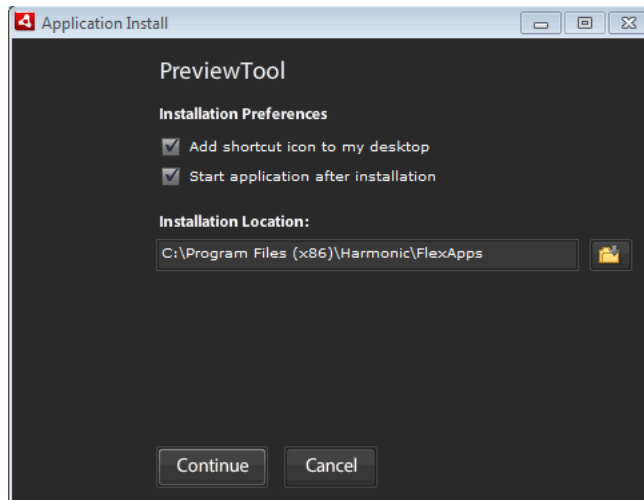 Application Install
PreviewTool
Installation Preferences
Add shortcut icon to my desktop
Start application after installation
Installation Location:
C:\Program Files (x86)\Harmonic\FlexApps
Continue
Cancel